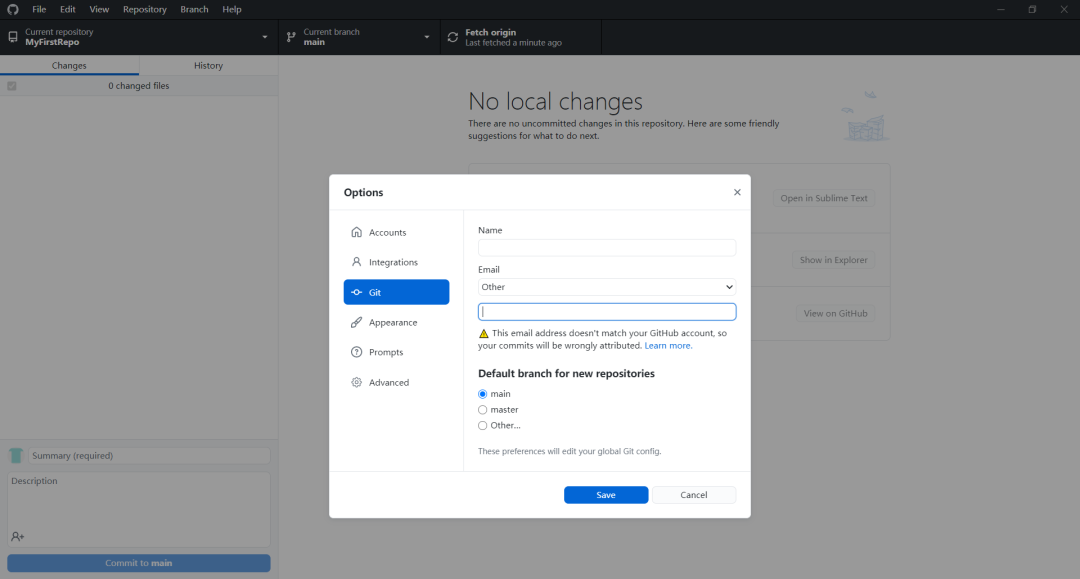 File Edit View Repository Branch Help
Current repository
MyFirstRepo
Current branch
main
Fetch origin
Last fetched a minute ago
Changes History
0 changed files
No local changes
There are no uncommitted changes in this repository. Here are some friendly
suggestions for what to do next.
Open in Sublime Text
Show in Explorer
View on GitHub
Options
Accounts
Integrations
Git
Appearance
Prompts
Advanced
Name
Email
Other
This email address doesn't match your GitHub account, so
your commits will be wrongly attributed. Learn more.
Default branch for new repositories
main
master
Other...
These preferences will edit your global Git config.
Save Cancel
Summary (required)
Description
Commit to main